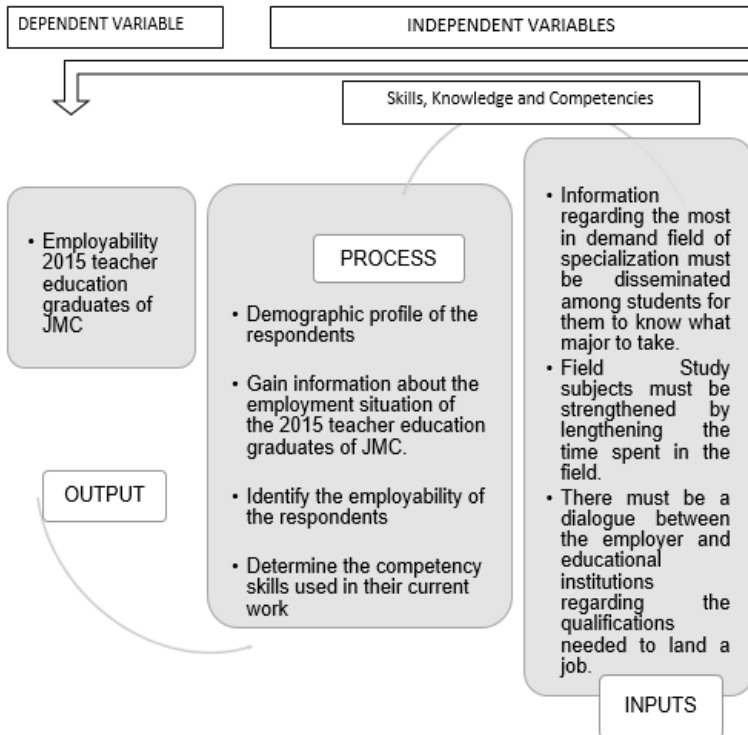 DEPENDENT VARIABLE
INDEPENDENT VARIABLES
Skills, Knowledge and Competencies
• Employability
2015 teacher
education
graduates of
JMC
OUTPUT
PROCESS
• Demographic profile of the
respondents
• Gain information about the
employment situation of
the 2015 teacher education
graduates of JMC.
• Identify the employability of
the respondents
• Determine the competency
skills used in their current
work
• Information
regarding the most
in demand field of
specialization must
be disseminated
among students for
them to know what
major to take.
• Field Study
subjects must be
strengthened by
lengthening the
time spent in the
field.
• There must be a
dialogue between
the employer and
educational
institutions
regarding the
qualifications
needed to land a
job.
INPUTS